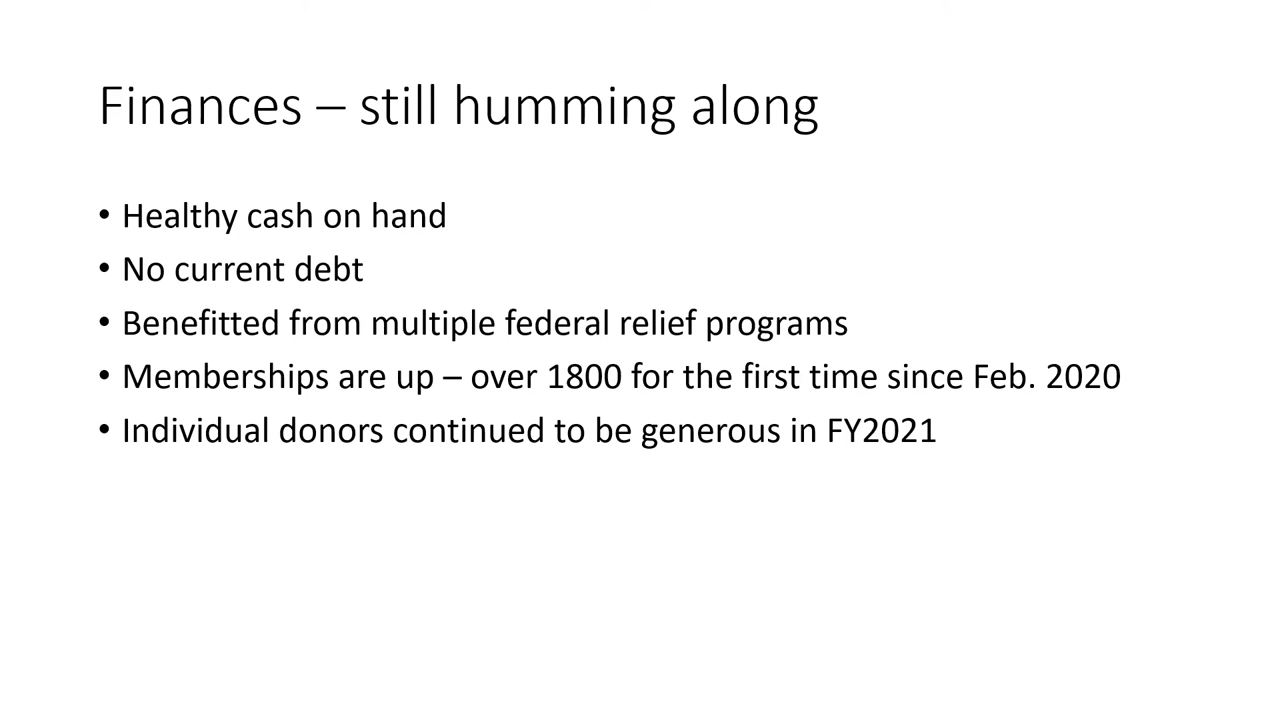 Finances – still humming along
• Healthy cash on hand
• No current debt
• Benefitted from multiple federal relief programs
• Memberships are up – over 1800 for the first time since Feb. 2020
• Individual donors continued to be generous in FY2021